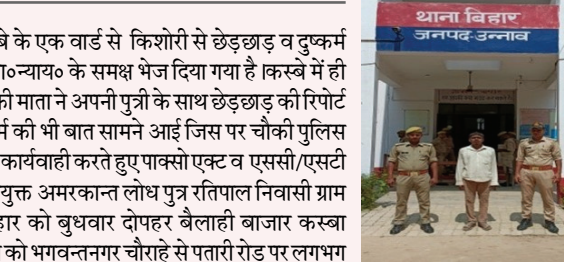 बे के एक वार्ड से किशोरी से छेड़छाड़ व दुष्कर्म
ा०न्याय० के समक्ष भेज दिया गया है।कस्बे में ही
की माता ने अपनी पुत्री के साथ छेड़छाड़ की रिपोर्ट
र्म की भी बात सामने आई जिस पर चौकी पुलिस
कार्यवाही करते हुए पाक्सो एक्ट व एससी/एसटी
युक्त अमरकान्त लोध पुत्र रतिपाल निवासी ग्राम
हार को बुधवार दोपहर बैलाही बाजार कस्बा
को भगवन्तनगर चौराहे से पतारी रोड पर लगभग
थाना बिहार
जनपद-उन्नाव